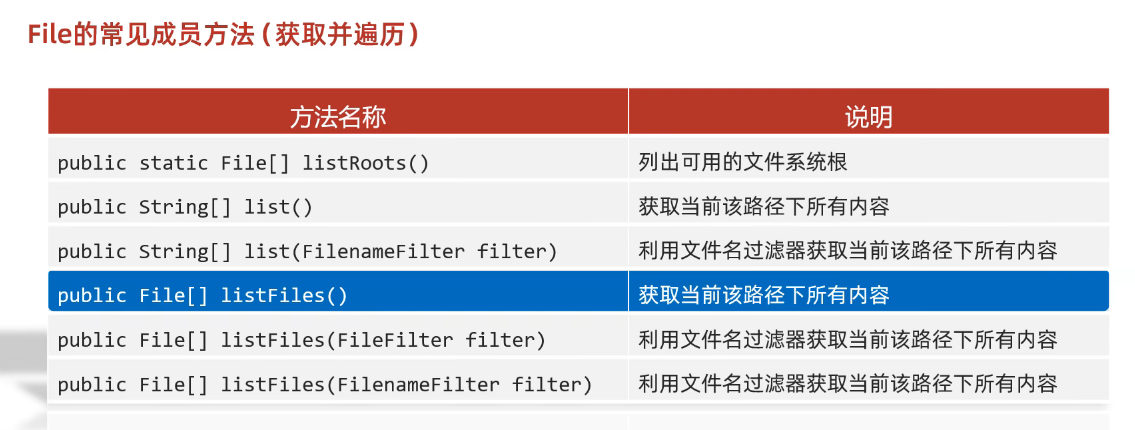 File的常见成员方法(获取并遍历)
方法名称 说明
public static File[] listRoots() 列出可用的文件系统根
public String[] list() 获取当前该路径下所有内容
public String[] list(FilenameFilter filter) 利用文件名过滤器获取当前该路径下所有内容
public File[] listFiles() 获取当前该路径下所有内容
public File[] listFiles(FileFilter filter) 利用文件名过滤器获取当前该路径下所有内容
public File[] listFiles(FilenameFilter filter) 利用文件名过滤器获取当前该路径下所有内容